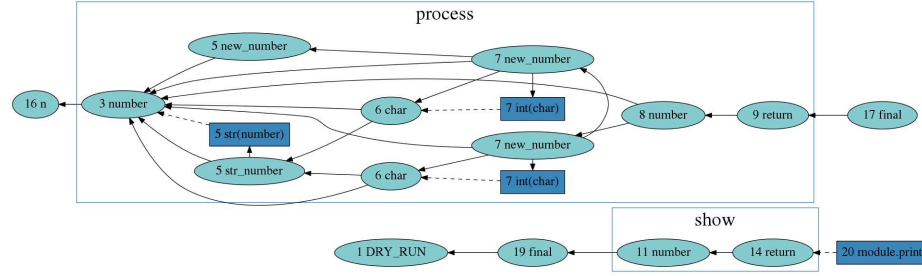 process
5 new_number
7 new_number
16 n
3 number
6 char
7 int(char)
8 number
9 return
17 final
5 str(number)
7 new_number
5 str_number
6 char
7 int(char)
show
1 DRY_RUN
19 final
11 number
14 return
20 module.print